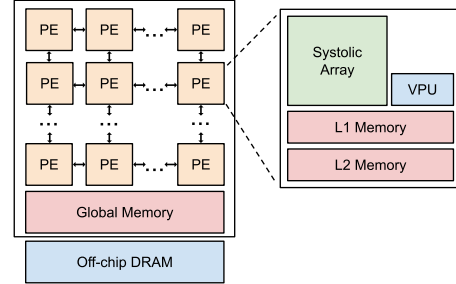 PE PE ... PE
PE PE ... PE
... ... ...
PE PE ... PE
Global Memory
Off-chip DRAM
Systolic
Array
VPU
L1 Memory
L2 Memory